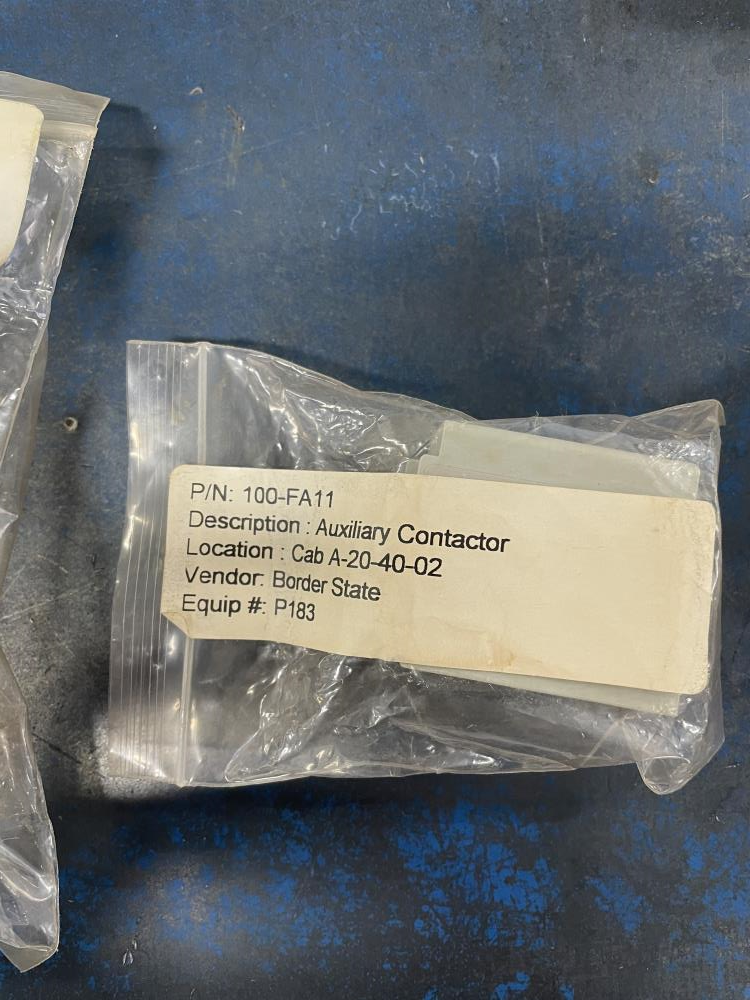 P/N: 100-FA11
Description : Auxiliary Contactor
Location : Cab A-20-40-02
Vendor: Border State
Equip #: P183